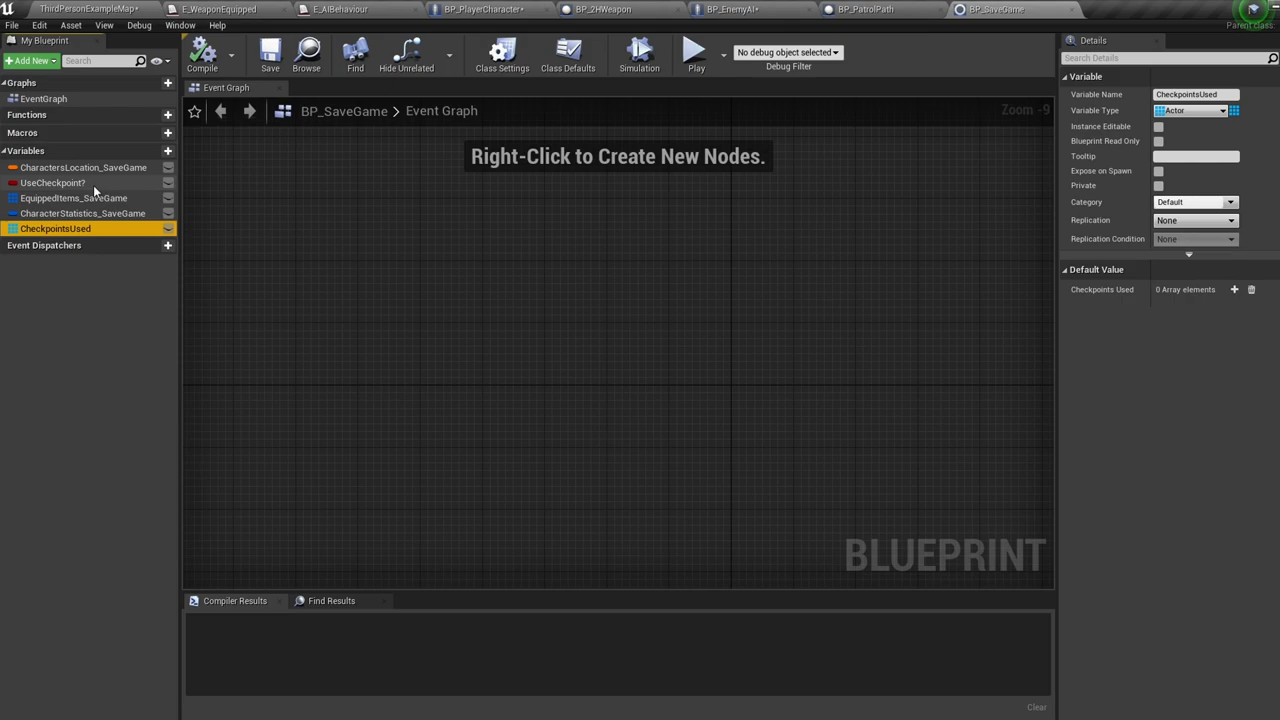 ThirdPersonExampleMap*
E_WeaponEquipped
E_AIBehaviour
BP_PlayerCharacter*
BP_2HWeapon
BP_EnemyAI*
BP_PatrolPath
BP_SaveGame
File Edit Asset View Debug Window Help
Parent class
My Blueprint
Add New
Search
Graphs
EventGraph
Functions
Macros
Variables
CharactersLocation_SaveGame
UseCheckpoint?
EquippedItems_SaveGame
CharacterStatistics_SaveGame
CheckpointsUsed
Event Dispatchers
Compile
Save
Browse
Find
Hide Unrelated
Class Settings
Class Defaults
Simulation
Play
No debug object selected
Debug Filter
Event Graph
BP_SaveGame > Event Graph
Zoom -9
Right-Click to Create New Nodes.
BLUEPRINT
Compiler Results
Find Results
Clear
Details
Search Details
Variable
Variable Name CheckpointsUsed
Variable Type Actor
Instance Editable
Blueprint Read Only
Tooltip
Expose on Spawn
Private
Category Default
Replication None
Replication Condition None
Default Value
Checkpoints Used 0 Array elements